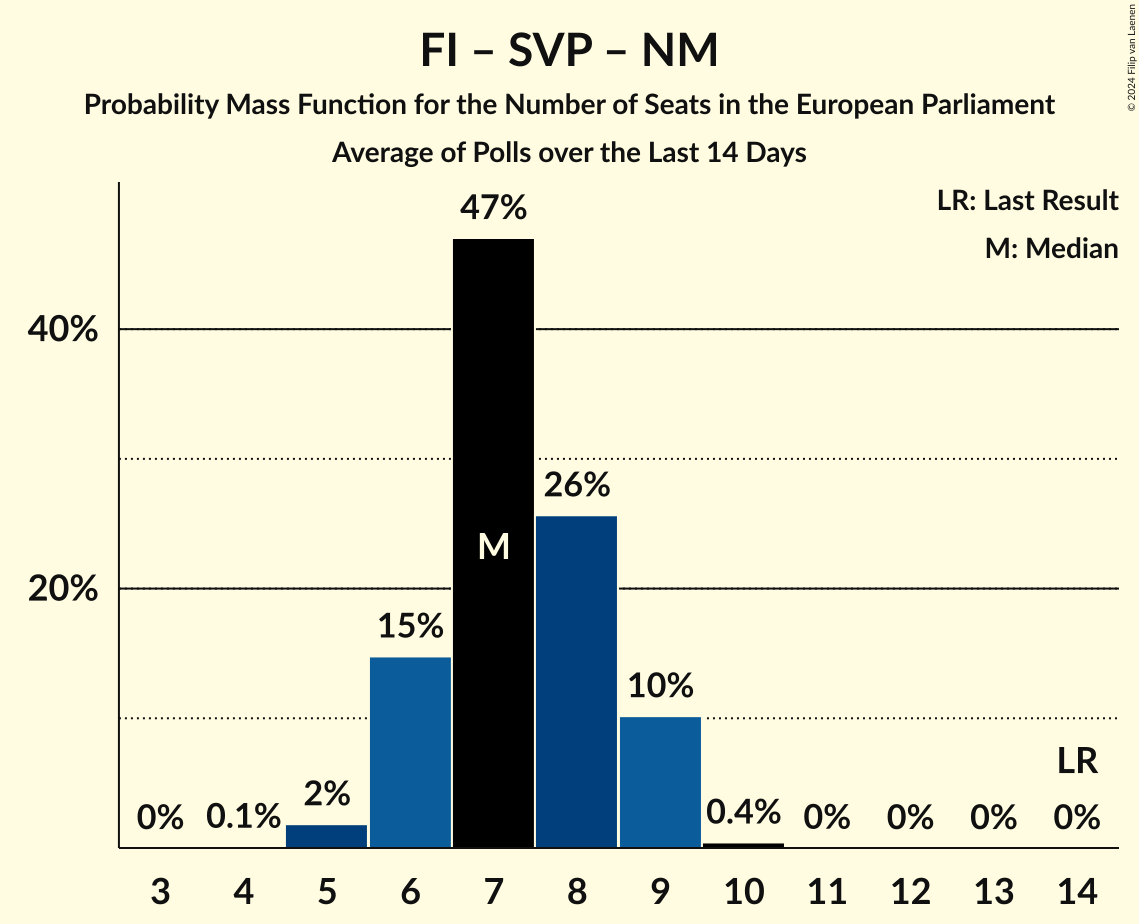 FI – SVP – NM
Probability Mass Function for the Number of Seats in the European Parliament
Average of Polls over the Last 14 Days
© 2024 Filip van Laenen
LR: Last Result
M: Median
47%
40%
26%
M
20%
15%
10%
LR
0% 0.1% 2% 0.4% 0% 0% 0% 0%
3 4 5 6 7 8 9 10 11 12 13 14